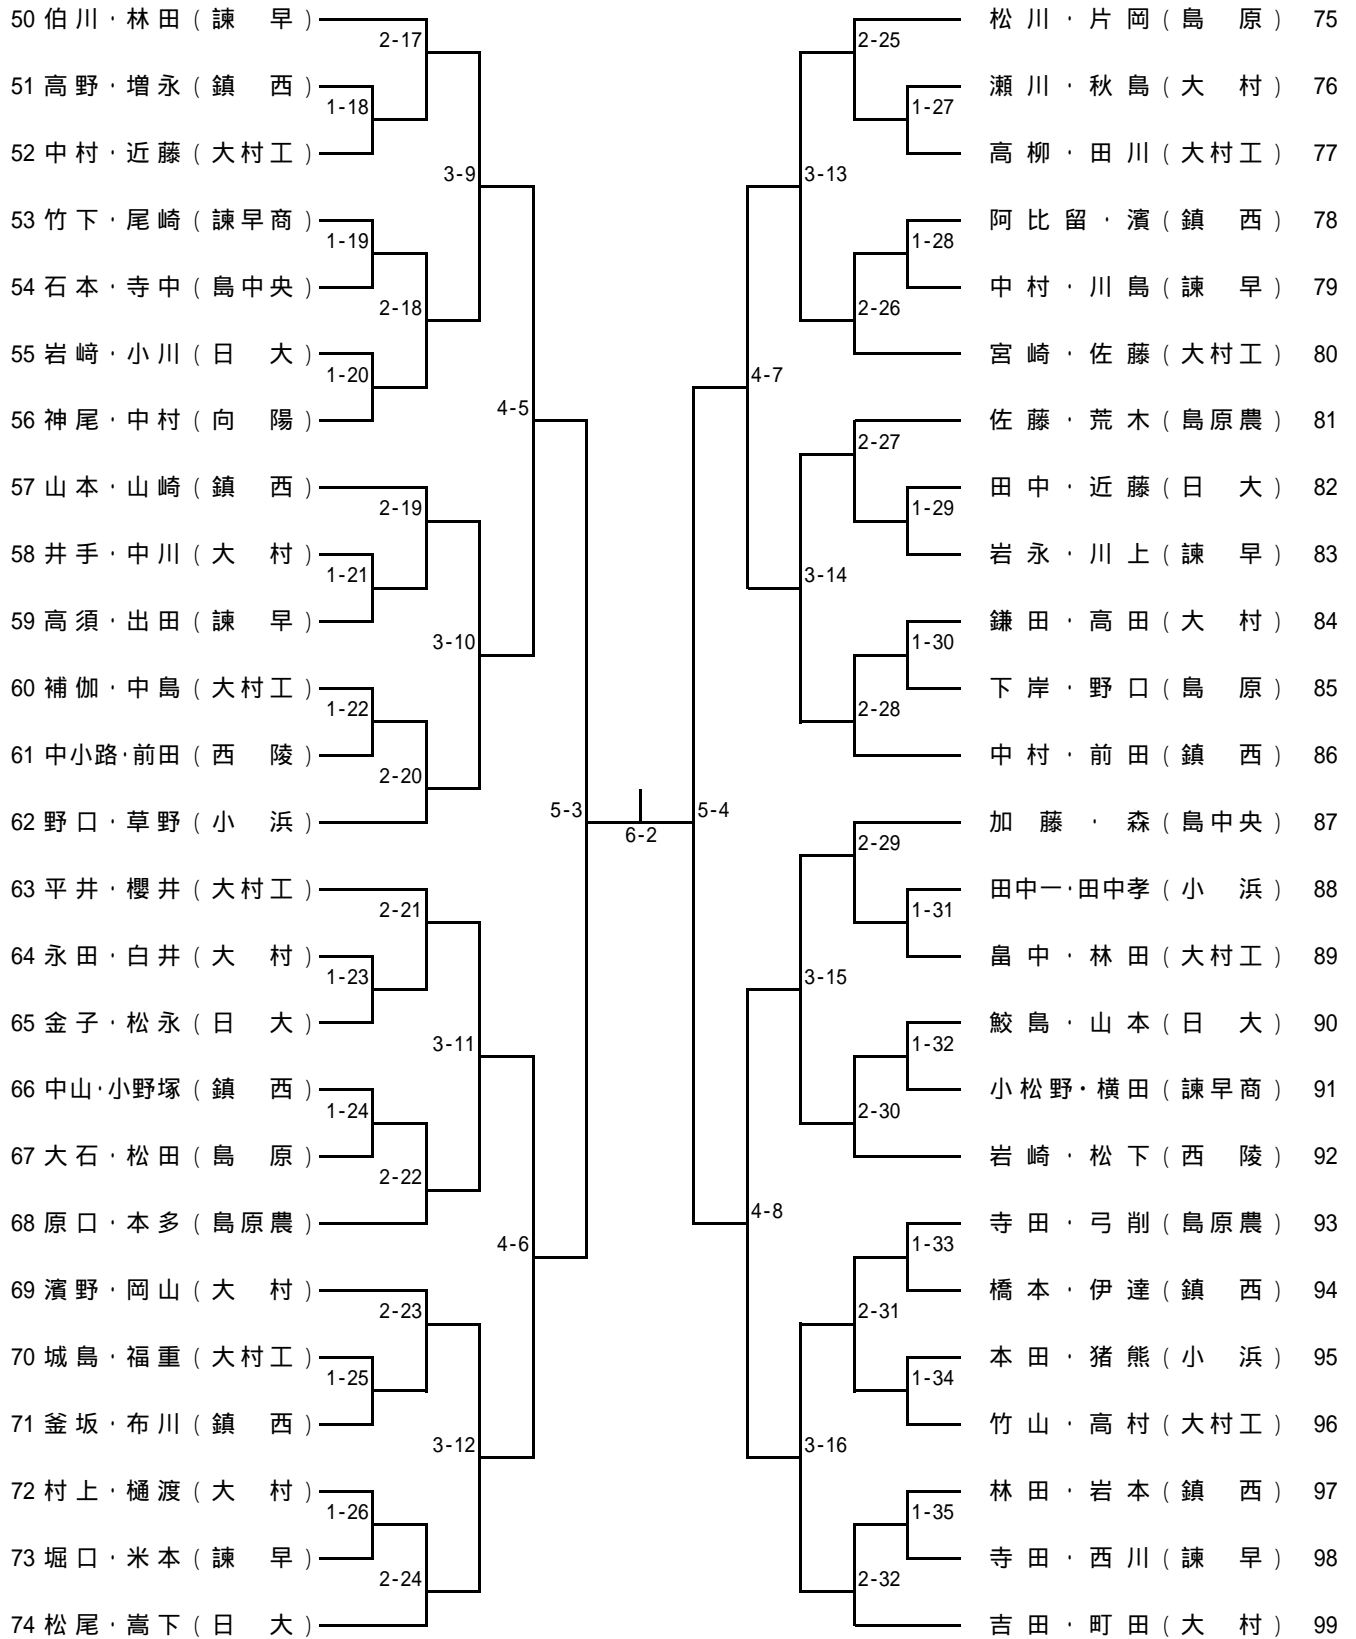 50 伯川・林田(諫 早)
2-17
51 高野・増永(鎮 西)
1-18
52 中村・近藤(大村工)
3-9
53 竹下・尾崎(諫早商)
1-19
54 石本・寺中(島中央)
2-18
55 岩﨑・小川(日 大)
1-20
56 神尾・中村(向 陽)
4-5
57 山本・山崎(鎮 西)
2-19
58 井手・中川(大 村)
1-21
59 高須・出田(諫 早)
3-10
60 補伽・中島(大村工)
1-22
61 中小路・前田(西 陵)
2-20
62 野口・草野(小 浜)
5-3
63 平井・櫻井(大村工)
2-21
64 永田・白井(大 村)
1-23
65 金子・松永(日 大)
3-11
66 中山・小野塚(鎮 西)
1-24
67 大石・松田(島 原)
2-22
68 原口・本多(島原農)
4-6
69 濱野・岡山(大 村)
2-23
70 城島・福重(大村工)
1-25
71 釜坂・布川(鎮 西)
3-12
72 村上・樋渡(大 村)
1-26
73 堀口・米本(諫 早)
2-24
74 松尾・嵩下(日 大)
6-2
松川・片岡(島 原) 75
2-25
瀬川・秋島(大 村) 76
1-27
高柳・田川(大村工) 77
3-13
阿比留・濱(鎮 西) 78
1-28
中村・川島(諫 早) 79
2-26
宮崎・佐藤(大村工) 80
4-7
佐藤・荒木(島原農) 81
2-27
田中・近藤(日 大) 82
1-29
岩永・川上(諫 早) 83
3-14
鎌田・高田(大 村) 84
1-30
下岸・野口(島 原) 85
2-28
中村・前田(鎮 西) 86
5-4
加藤・森(島中央) 87
2-29
田中一・田中孝(小 浜) 88
1-31
畠中・林田(大村工) 89
3-15
鮫島・山本(日 大) 90
1-32
小松野・横田(諫早商) 91
2-30
岩崎・松下(西 陵) 92
4-8
寺田・弓削(島原農) 93
1-33
橋本・伊達(鎮 西) 94
2-31
本田・猪熊(小 浜) 95
1-34
竹山・高村(大村工) 96
3-16
林田・岩本(鎮 西) 97
1-35
寺田・西川(諫 早) 98
2-32
吉田・町田(大 村) 99